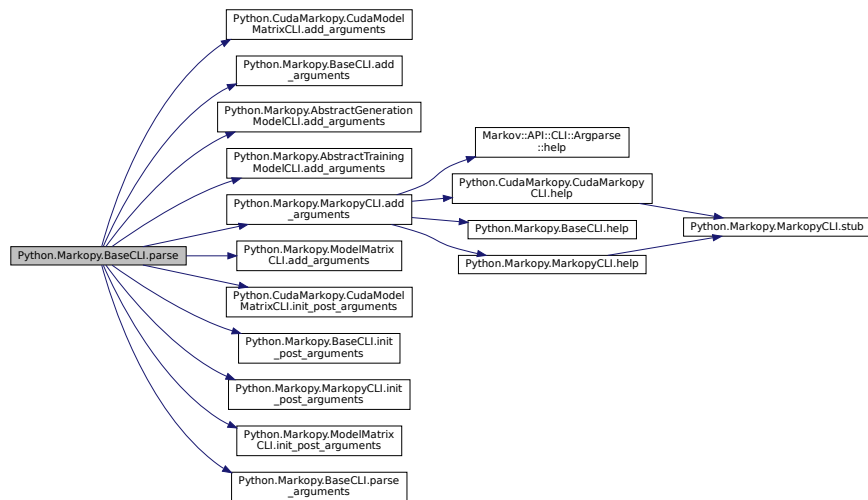 Python.CudaMarkopy.CudaModel
MatrixCLI.add_arguments
Python.Markopy.BaseCLI.add
_arguments
Python.Markopy.AbstractGeneration
ModelCLI.add_arguments
Python.Markopy.AbstractTraining
ModelCLI.add_arguments
Python.Markopy.MarkopyCLI.add
_arguments
Python.Markopy.ModelMatrix
CLI.add_arguments
Python.CudaMarkopy.CudaModel
MatrixCLI.init_post_arguments
Python.Markopy.BaseCLI.init
_post_arguments
Python.Markopy.MarkopyCLI.init
_post_arguments
Python.Markopy.ModelMatrix
CLI.init_post_arguments
Python.Markopy.BaseCLI.parse
_arguments
Python.Markopy.BaseCLI.parse
Markov::API::CLI::Argparse
::help
Python.CudaMarkopy.CudaMarkopy
CLI.help
Python.Markopy.BaseCLI.help
Python.Markopy.MarkopyCLI.help
Python.Markopy.MarkopyCLI.stub